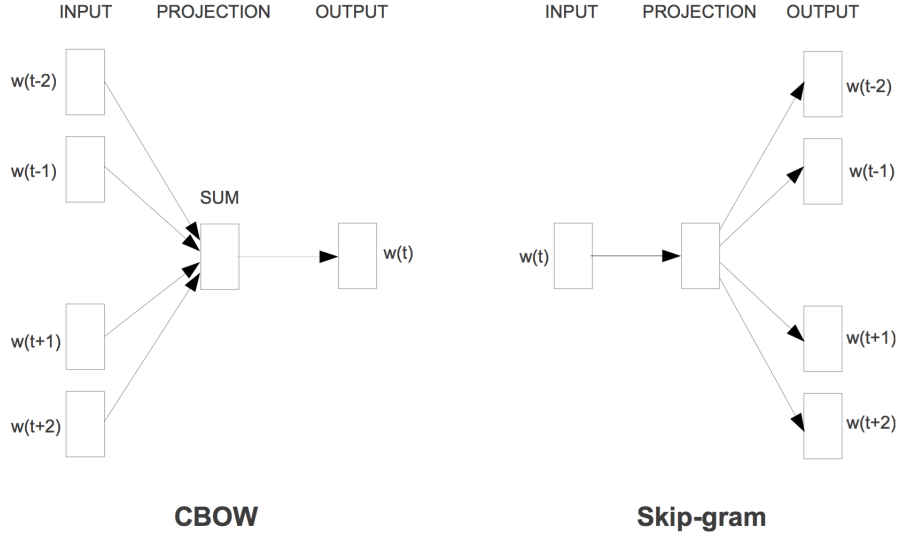 INPUT PROJECTION OUTPUT
w(t-2)
w(t-1)
SUM
w(t)
w(t+1)
w(t+2)
CBOW
INPUT PROJECTION OUTPUT
w(t-2)
w(t-1)
w(t)
w(t+1)
w(t+2)
Skip-gram